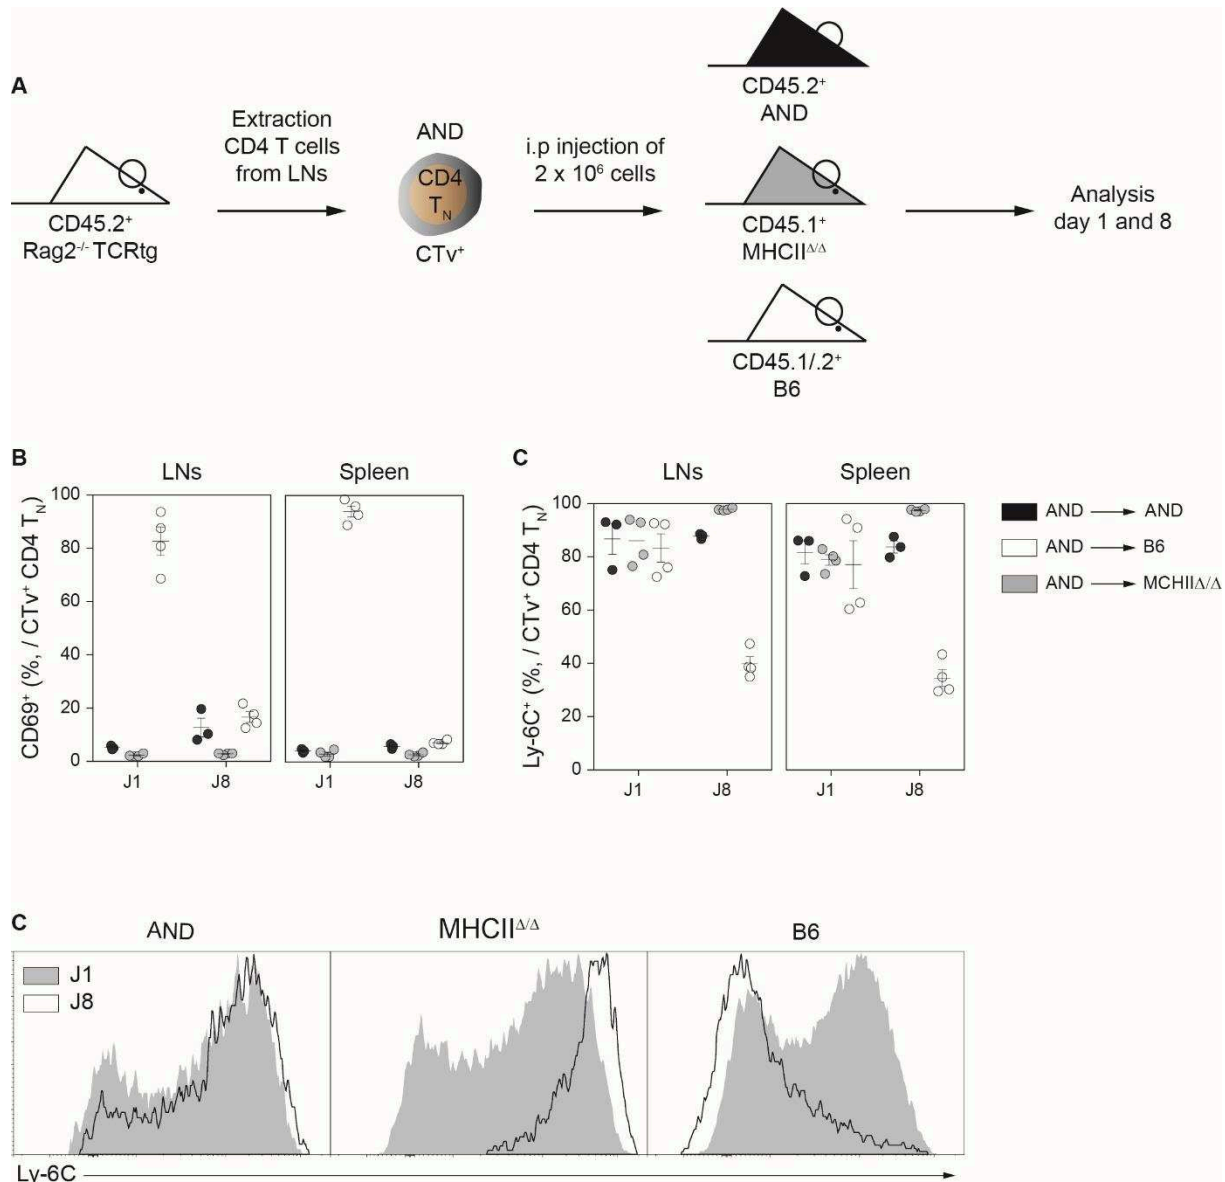 A
CD45.2⁺
Rag2⁻/⁻ TCRtg
Extraction
CD4 T cells
from LNs
AND
CD4
T_N
CTv⁺
i.p injection of
2 x 10⁶ cells
CD45.2⁺
AND
CD45.1⁺
MHCII^Δ/Δ
CD45.1/.2⁺
B6
Analysis
day 1 and 8
B
LNs
Spleen
CD69⁺ (%, / CTv⁺ CD4 T_N)
100
80
60
40
20
0
J1
J8
J1
J8
C
LNs
Spleen
Ly-6C⁺ (%, / CTv⁺ CD4 T_N)
100
80
60
40
20
0
J1
J8
J1
J8
AND AND
AND B6
AND MCHIIΔ/Δ
C
AND
MHCII^Δ/Δ
B6
J1
J8
Ly-6C